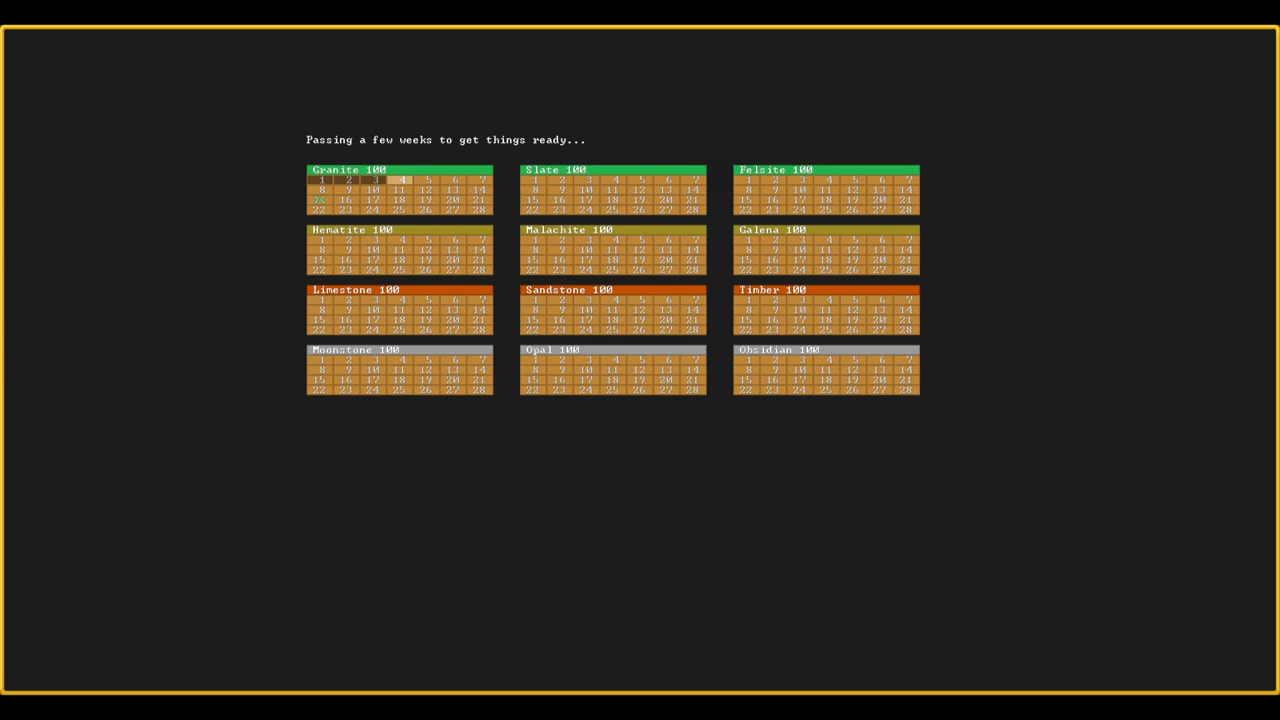 Passing a few weeks to get things ready...
Granite 100 Slate 100 Felsite 100
1 2 3 4 5 6 7 1 2 3 4 5 6 7 1 2 3 4 5 6 7
8 9 10 11 12 13 14 8 9 10 11 12 13 14 8 9 10 11 12 13 14
16 17 18 19 20 21 15 16 17 18 19 20 21 15 16 17 18 19 20 21
22 23 24 25 26 27 28 22 23 24 25 26 27 28 22 23 24 25 26 27 28
Hematite 100 Malachite 100 Galena 100
1 2 3 4 5 6 7 1 2 3 4 5 6 7 1 2 3 4 5 6 7
8 9 10 11 12 13 14 8 9 10 11 12 13 14 8 9 10 11 12 13 14
15 16 17 18 19 20 21 15 16 17 18 19 20 21 15 16 17 18 19 20 21
22 23 24 25 26 27 28 22 23 24 25 26 27 28 22 23 24 25 26 27 28
Limestone 100 Sandstone 100 Timber 100
1 2 3 4 5 6 7 1 2 3 4 5 6 7 1 2 3 4 5 6 7
8 9 10 11 12 13 14 8 9 10 11 12 13 14 8 9 10 11 12 13 14
15 16 17 18 19 20 21 15 16 17 18 19 20 21 15 16 17 18 19 20 21
22 23 24 25 26 27 28 22 23 24 25 26 27 28 22 23 24 25 26 27 28
Moonstone 100 Opal 100 Obsidian 100
1 2 3 4 5 6 7 1 2 3 4 5 6 7 1 2 3 4 5 6 7
8 9 10 11 12 13 14 8 9 10 11 12 13 14 8 9 10 11 12 13 14
15 16 17 18 19 20 21 15 16 17 18 19 20 21 15 16 17 18 19 20 21
22 23 24 25 26 27 28 22 23 24 25 26 27 28 22 23 24 25 26 27 28